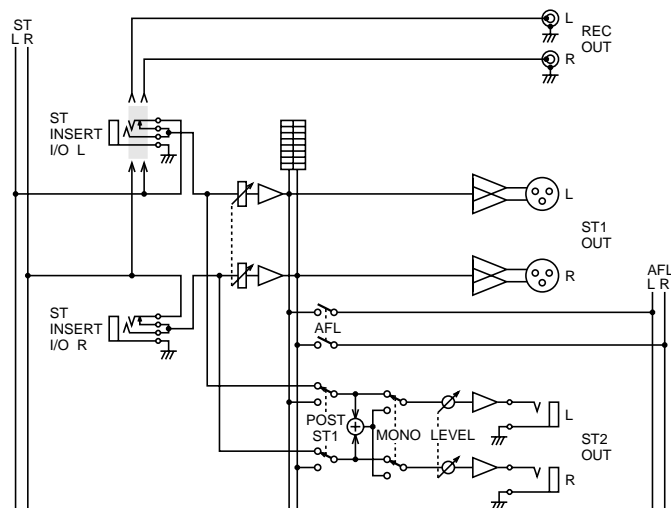 ST
L R
L
REC
OUT
R
ST
INSERT
I/O L
L
ST1
OUT
R
AFL
L R
ST
INSERT
I/O R
AFL
POST
ST1
MONO
LEVEL
L
ST2
OUT
R